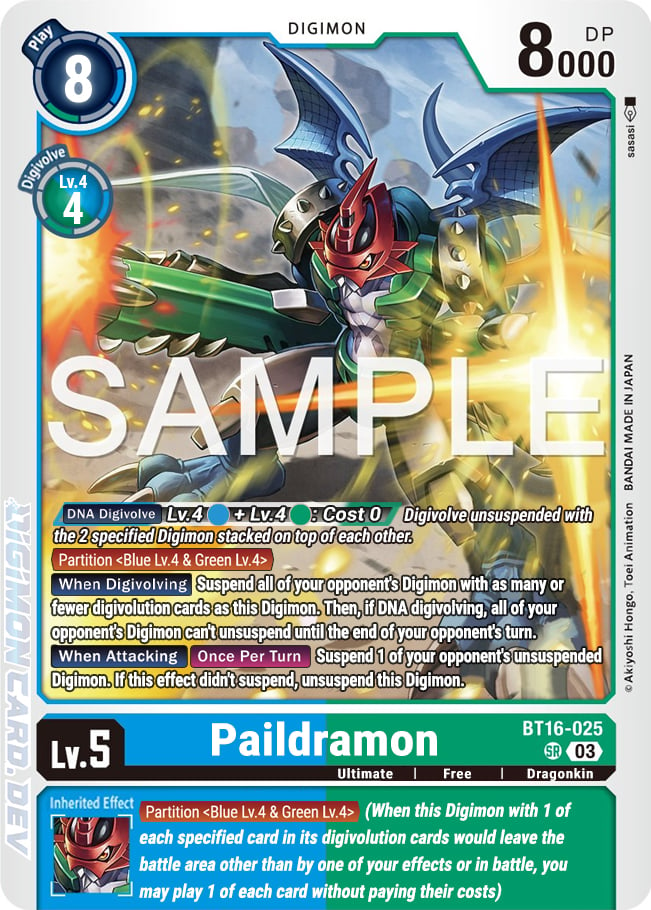 DIGIMON
Play
8
DP
8000
Digivolve
Lv.4
4
sasasi
SAMPLE
DNA Digivolve Lv.4 + Lv.4 : Cost 0 Digivolve unsuspended with
the 2 specified Digimon stacked on top of each other.
Partition <Blue Lv.4 & Green Lv.4>
When Digivolving Suspend all of your opponent's Digimon with as many or
fewer digivolution cards as this Digimon. Then, if DNA digivolving, all of your
opponent's Digimon can't unsuspend until the end of your opponent's turn.
When Attacking Once Per Turn Suspend 1 of your opponent's unsuspended
Digimon. If this effect didn't suspend, unsuspend this Digimon.
© Akiyoshi Hongo, Toei Animation BANDAI MADE IN JAPAN
DIGIMONCARD.DEV
Lv.5
Paildramon
BT16-025
SR 03
Ultimate | Free | Dragonkin
Inherited Effect
Partition <Blue Lv.4 & Green Lv.4> (When this Digimon with 1 of
each specified card in its digivolution cards would leave the
battle area other than by one of your effects or in battle, you
may play 1 of each card without paying their costs)